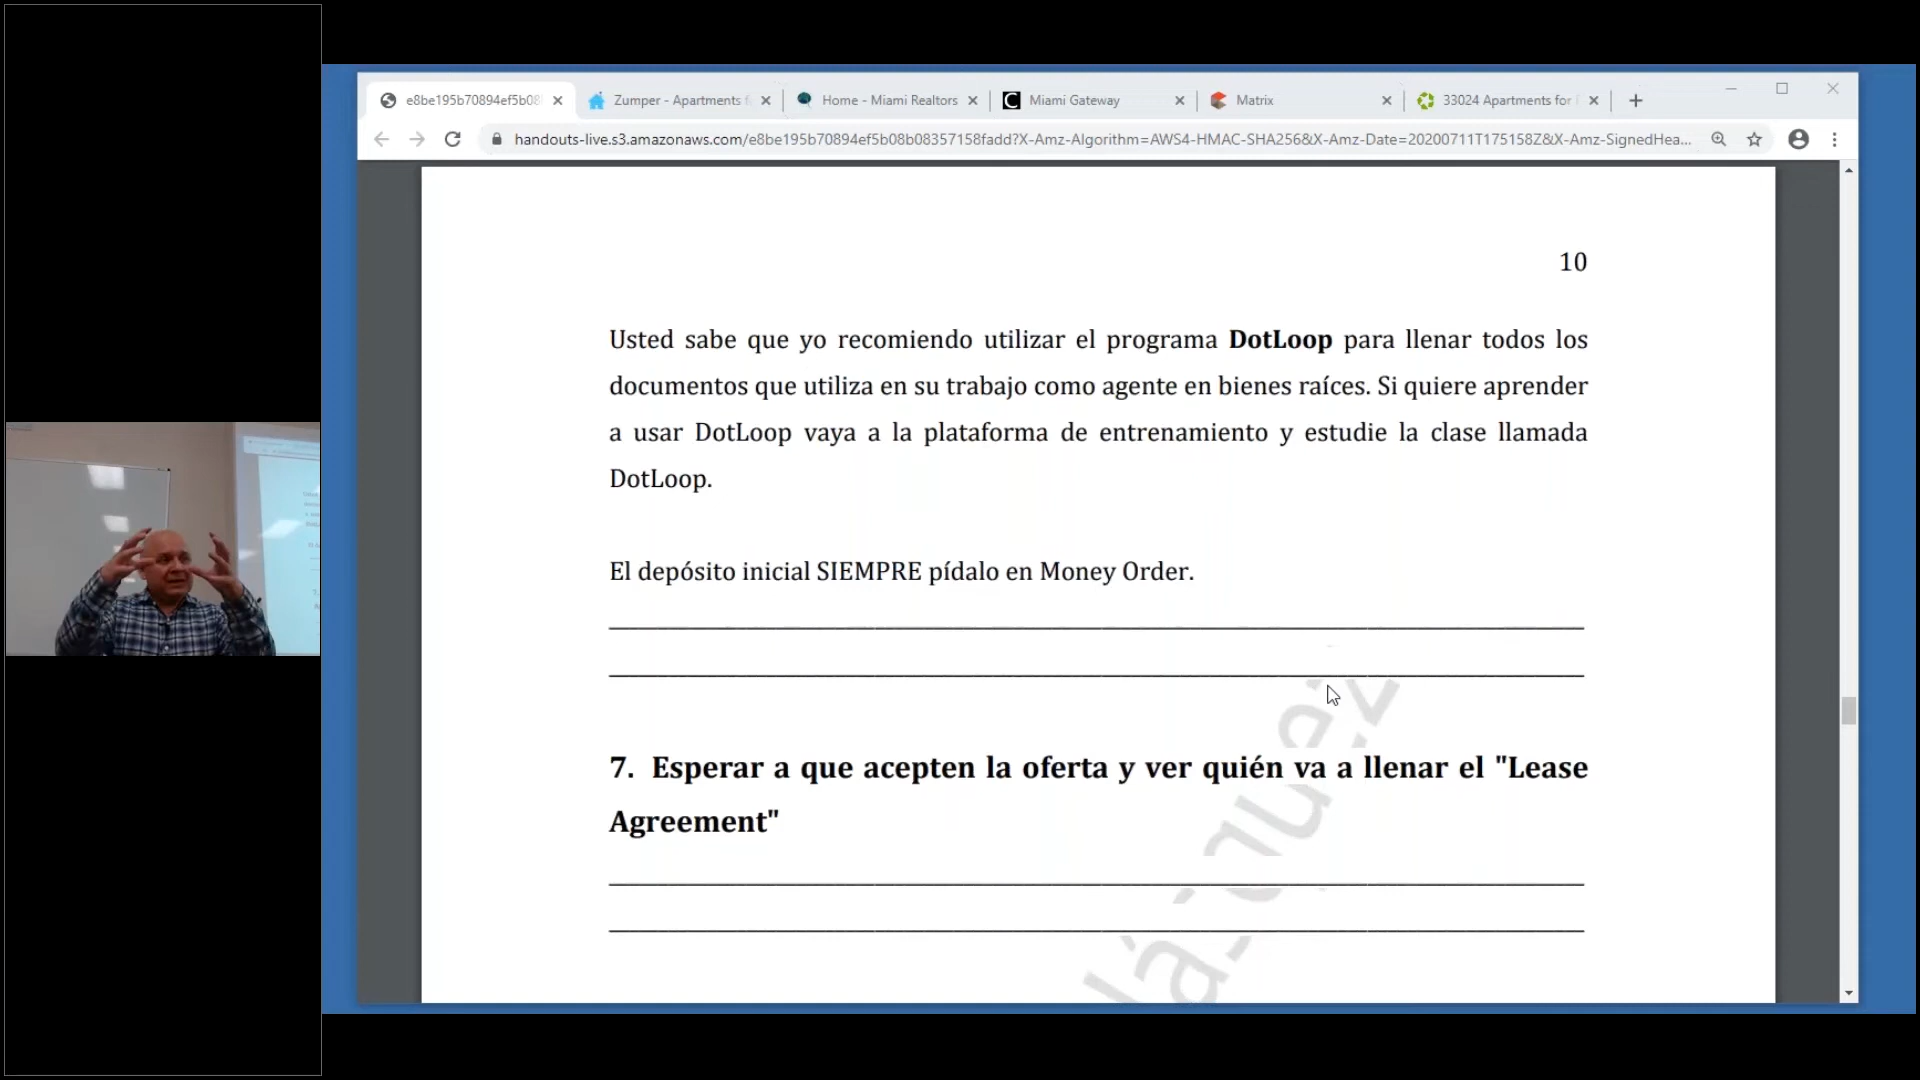 e8be195b70894ef5b08
Zumper - Apartments f
Home - Miami Realtors
Miami Gateway
Matrix
33024 Apartments for
handouts-live.s3.amazonaws.com/e8be195b70894ef5b08b08357158fadd?X-Amz-Algorithm=AWS4-HMAC-SHA256&X-Amz-Date=20200711T175158Z&X-Amz-SignedHea...
10
Usted sabe que yo recomiendo utilizar el programa DotLoop para llenar todos los
documentos que utiliza en su trabajo como agente en bienes raíces. Si quiere aprender
a usar DotLoop vaya a la plataforma de entrenamiento y estudie la clase llamada
DotLoop.
El depósito inicial SIEMPRE pídalo en Money Order.
7. Esperar a que acepten la oferta y ver quién va a llenar el "Lease
Agreement"